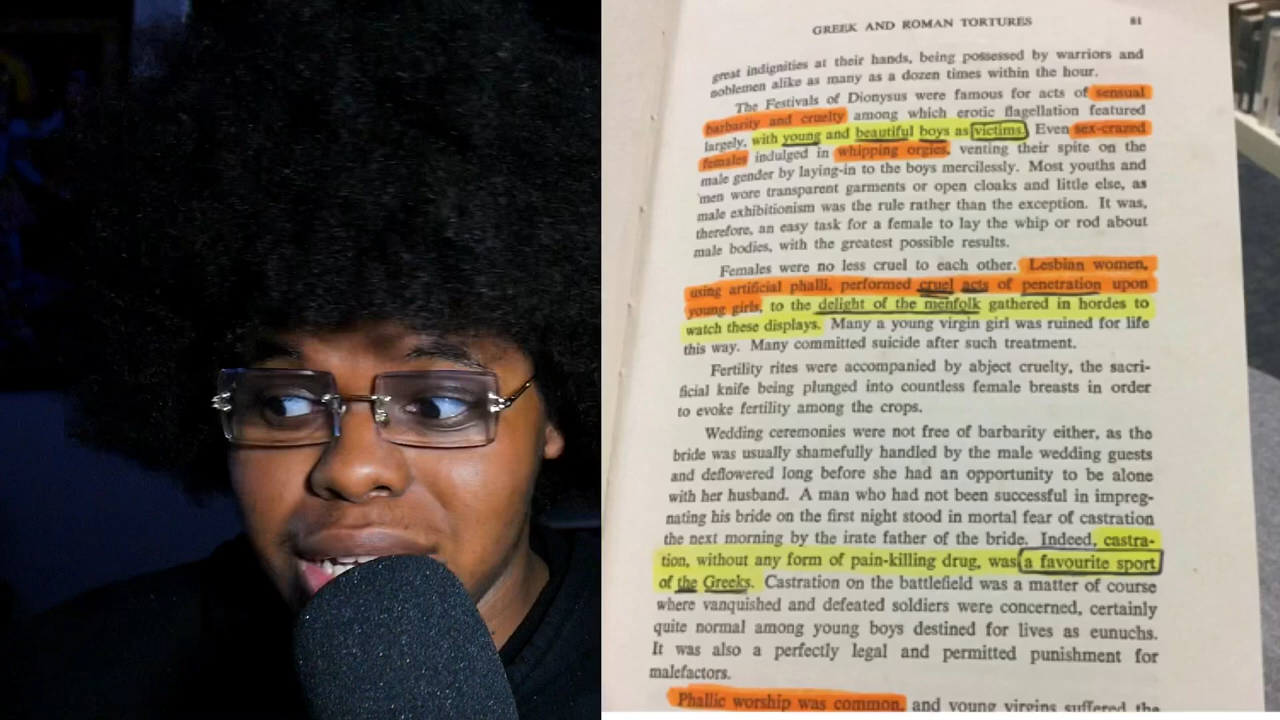 GREEK AND ROMAN TORTURES 81
great indignities at their hands, being possessed by warriors and
noblemen alike as many as a dozen times within the hour.
The Festivals of Dionysus were famous for acts of sensual
barbarity and cruelty among which erotic flagellation featured
largely, with young and beautiful boys as victims. Even sex-crazed
females indulged in whipping orgies, venting their spite on the
male gender by laying-in to the boys mercilessly. Most youths and
men wore transparent garments or open cloaks and little else, as
male exhibitionism was the rule rather than the exception. It was,
therefore, an easy task for a female to lay the whip or rod about
male bodies, with the greatest possible results.
Females were no less cruel to each other. Lesbian women,
using artificial phalli, performed cruel acts of penetration upon
young girls, to the delight of the menfolk gathered in hordes to
watch these displays. Many a young virgin girl was ruined for life
this way. Many committed suicide after such treatment.
Fertility rites were accompanied by abject cruelty, the sacri-
ficial knife being plunged into countless female breasts in order
to evoke fertility among the crops.
Wedding ceremonies were not free of barbarity either, as the
bride was usually shamefully handled by the male wedding guests
and deflowered long before she had an opportunity to be alone
with her husband. A man who had not been successful in impreg-
nating his bride on the first night stood in mortal fear of castration
the next morning by the irate father of the bride. Indeed, castra-
tion, without any form of pain-killing drug, was a favourite sport
of the Greeks. Castration on the battlefield was a matter of course
where vanquished and defeated soldiers were concerned, certainly
quite normal among young boys destined for lives as eunuchs.
It was also a perfectly legal and permitted punishment for
malefactors.
Phallic worship was common, and young virgins suffered the